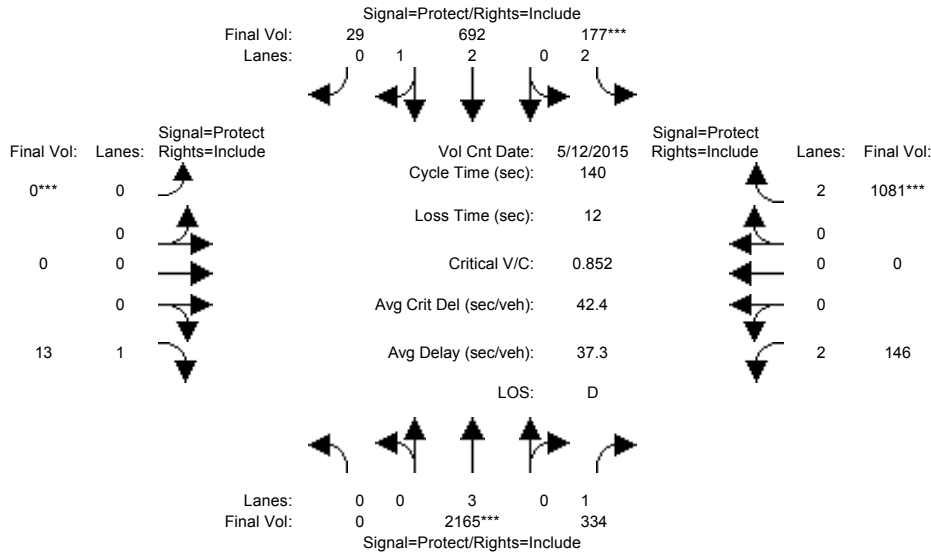 Signal=Protect/Rights=Include
Final Vol: 29 692 177***
Lanes: 0 1 2 0 2
Signal=Protect Signal=Protect
Final Vol: Lanes: Rights=Include Vol Cnt Date: 5/12/2015 Rights=Include Lanes: Final Vol:
Cycle Time (sec): 140
0*** 0 2 1081***
Loss Time (sec): 12
0 0
0 0 Critical V/C: 0.852 0 0
0 Avg Crit Del (sec/veh): 42.4 0
13 1 Avg Delay (sec/veh): 37.3 2 146
LOS: D
Lanes: 0 0 3 0 1
Final Vol: 0 2165*** 334
Signal=Protect/Rights=Include